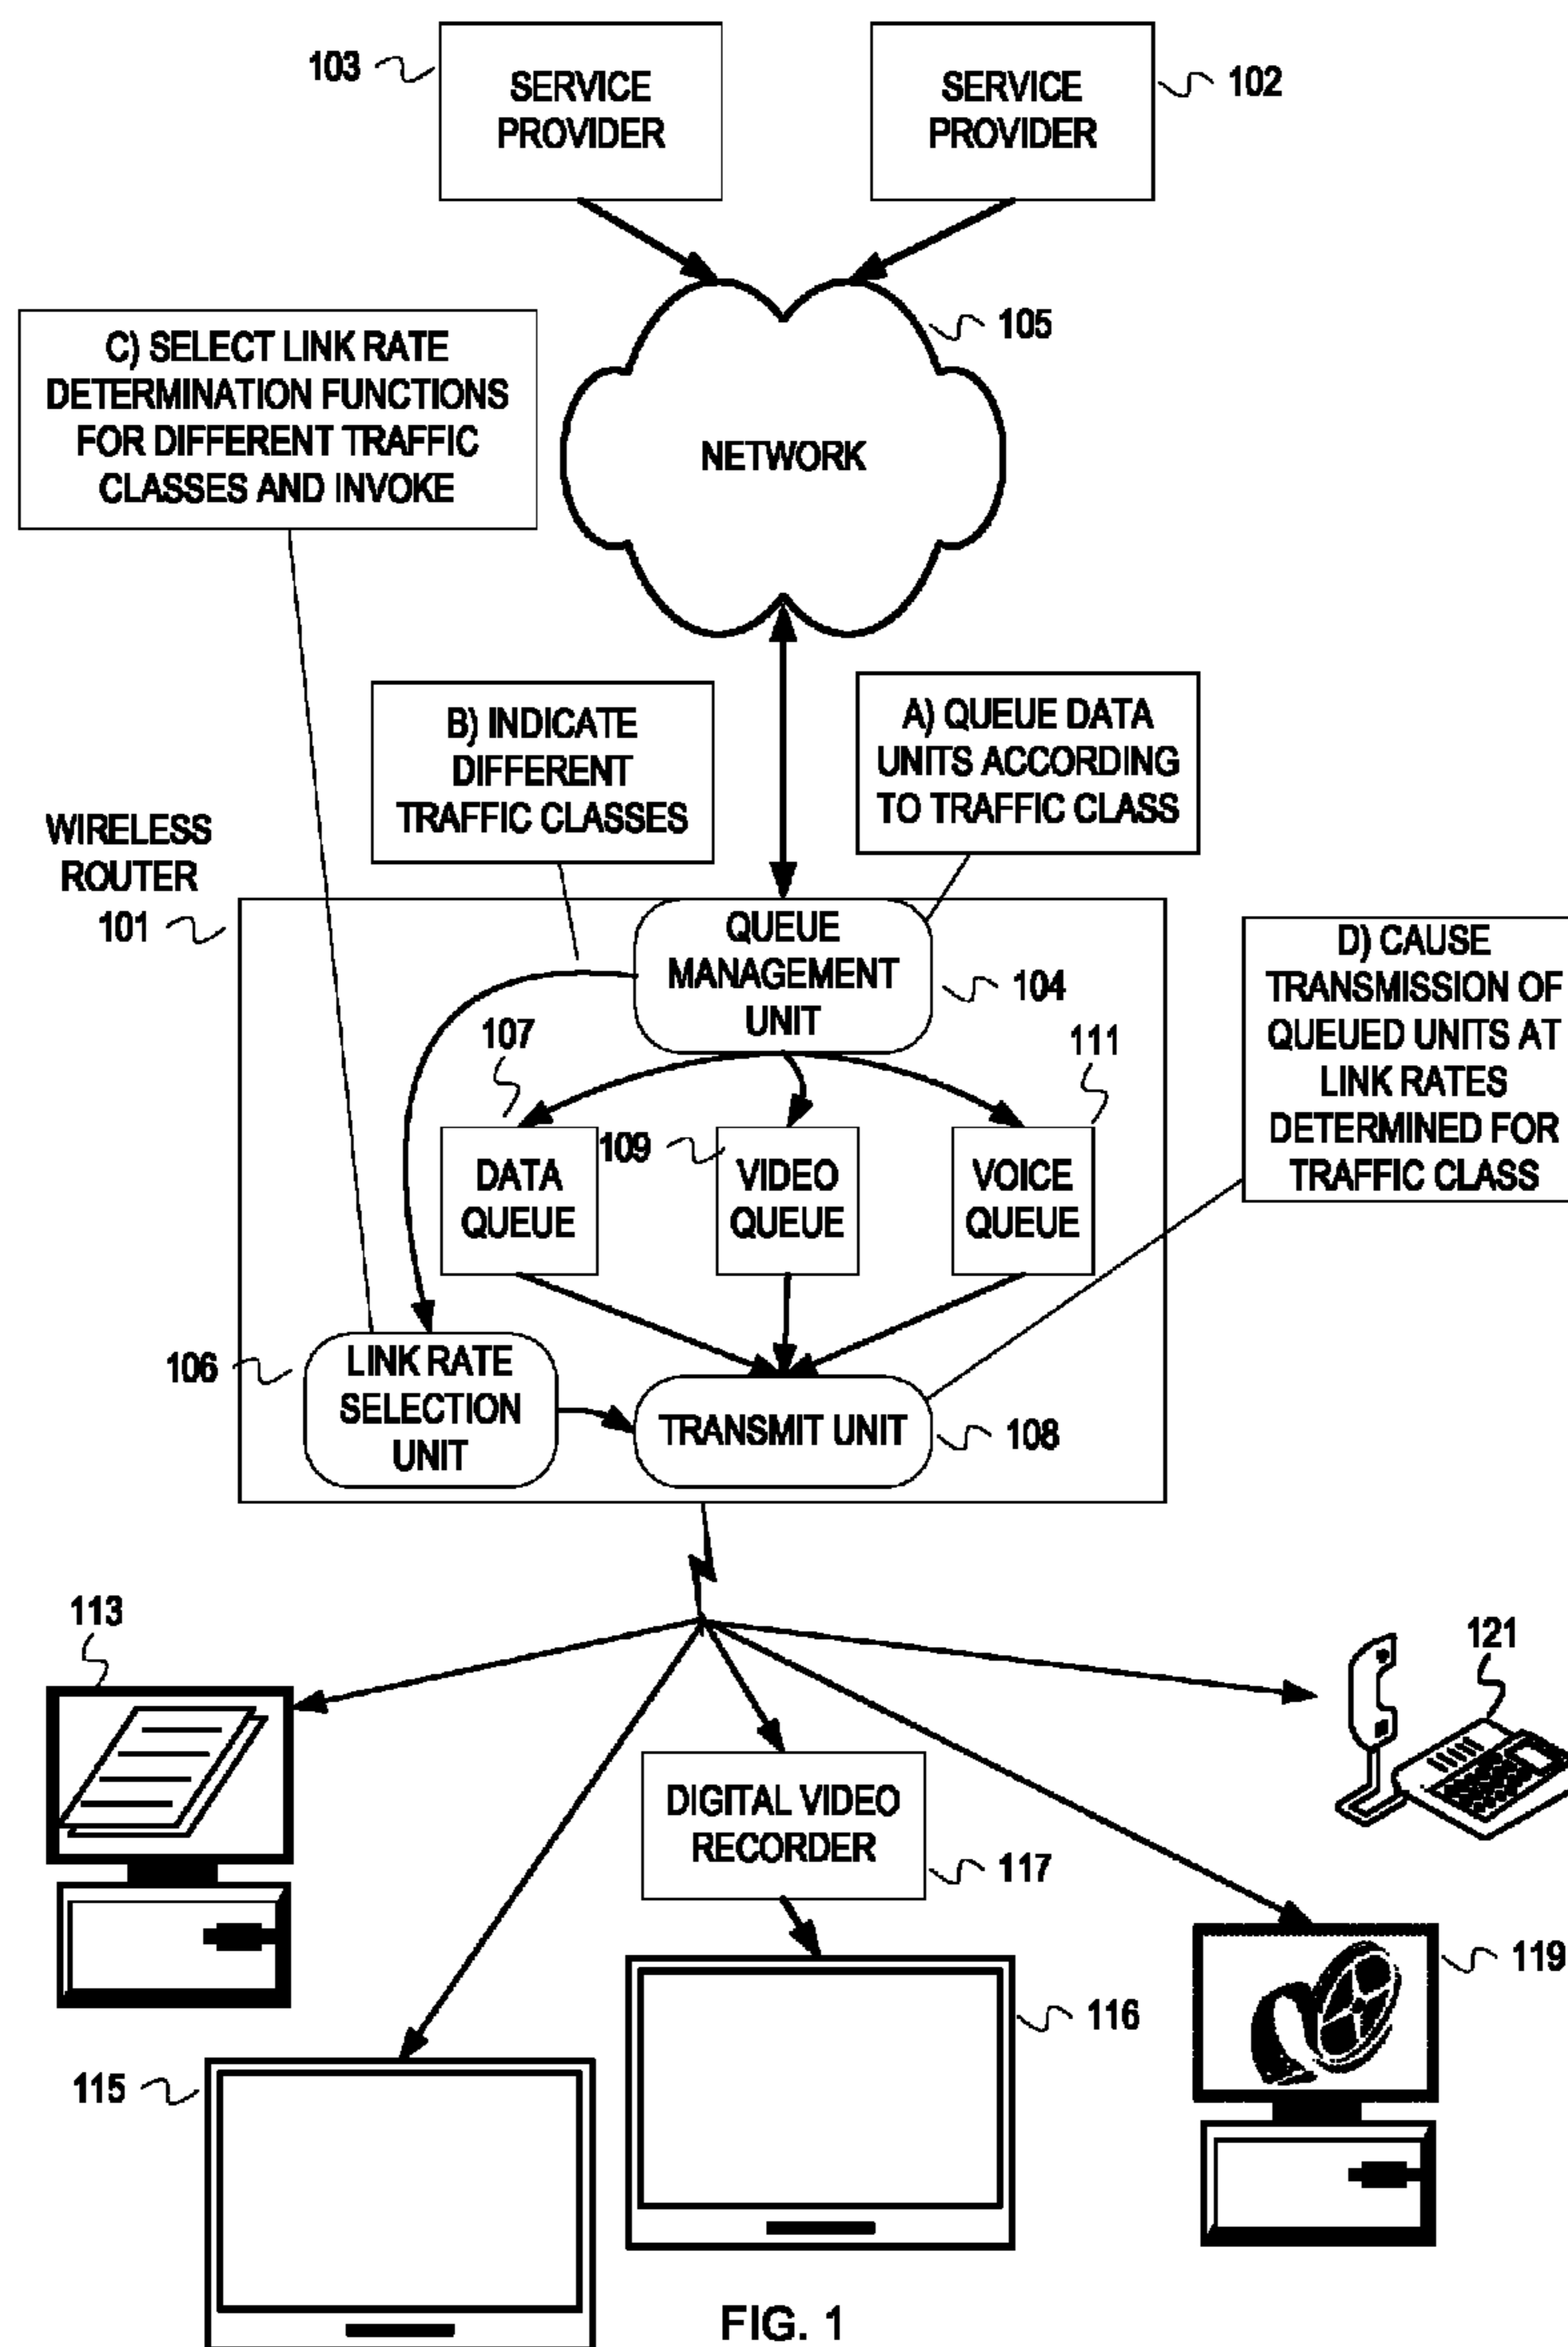 103
SERVICE
PROVIDER
SERVICE
PROVIDER
102
C) SELECT LINK RATE
DETERMINATION FUNCTIONS
FOR DIFFERENT TRAFFIC
CLASSES AND INVOKE
105
NETWORK
B) INDICATE
DIFFERENT
TRAFFIC CLASSES
A) QUEUE DATA
UNITS ACCORDING
TO TRAFFIC CLASS
WIRELESS
ROUTER
101
QUEUE
MANAGEMENT
UNIT
104
D) CAUSE
TRANSMISSION OF
QUEUED UNITS AT
LINK RATES
DETERMINED FOR
TRAFFIC CLASS
107
111
109
DATA
QUEUE
VIDEO
QUEUE
VOICE
QUEUE
106
LINK RATE
SELECTION
UNIT
TRANSMIT UNIT
108
113
121
DIGITAL VIDEO
RECORDER
117
119
116
115
FIG. 1